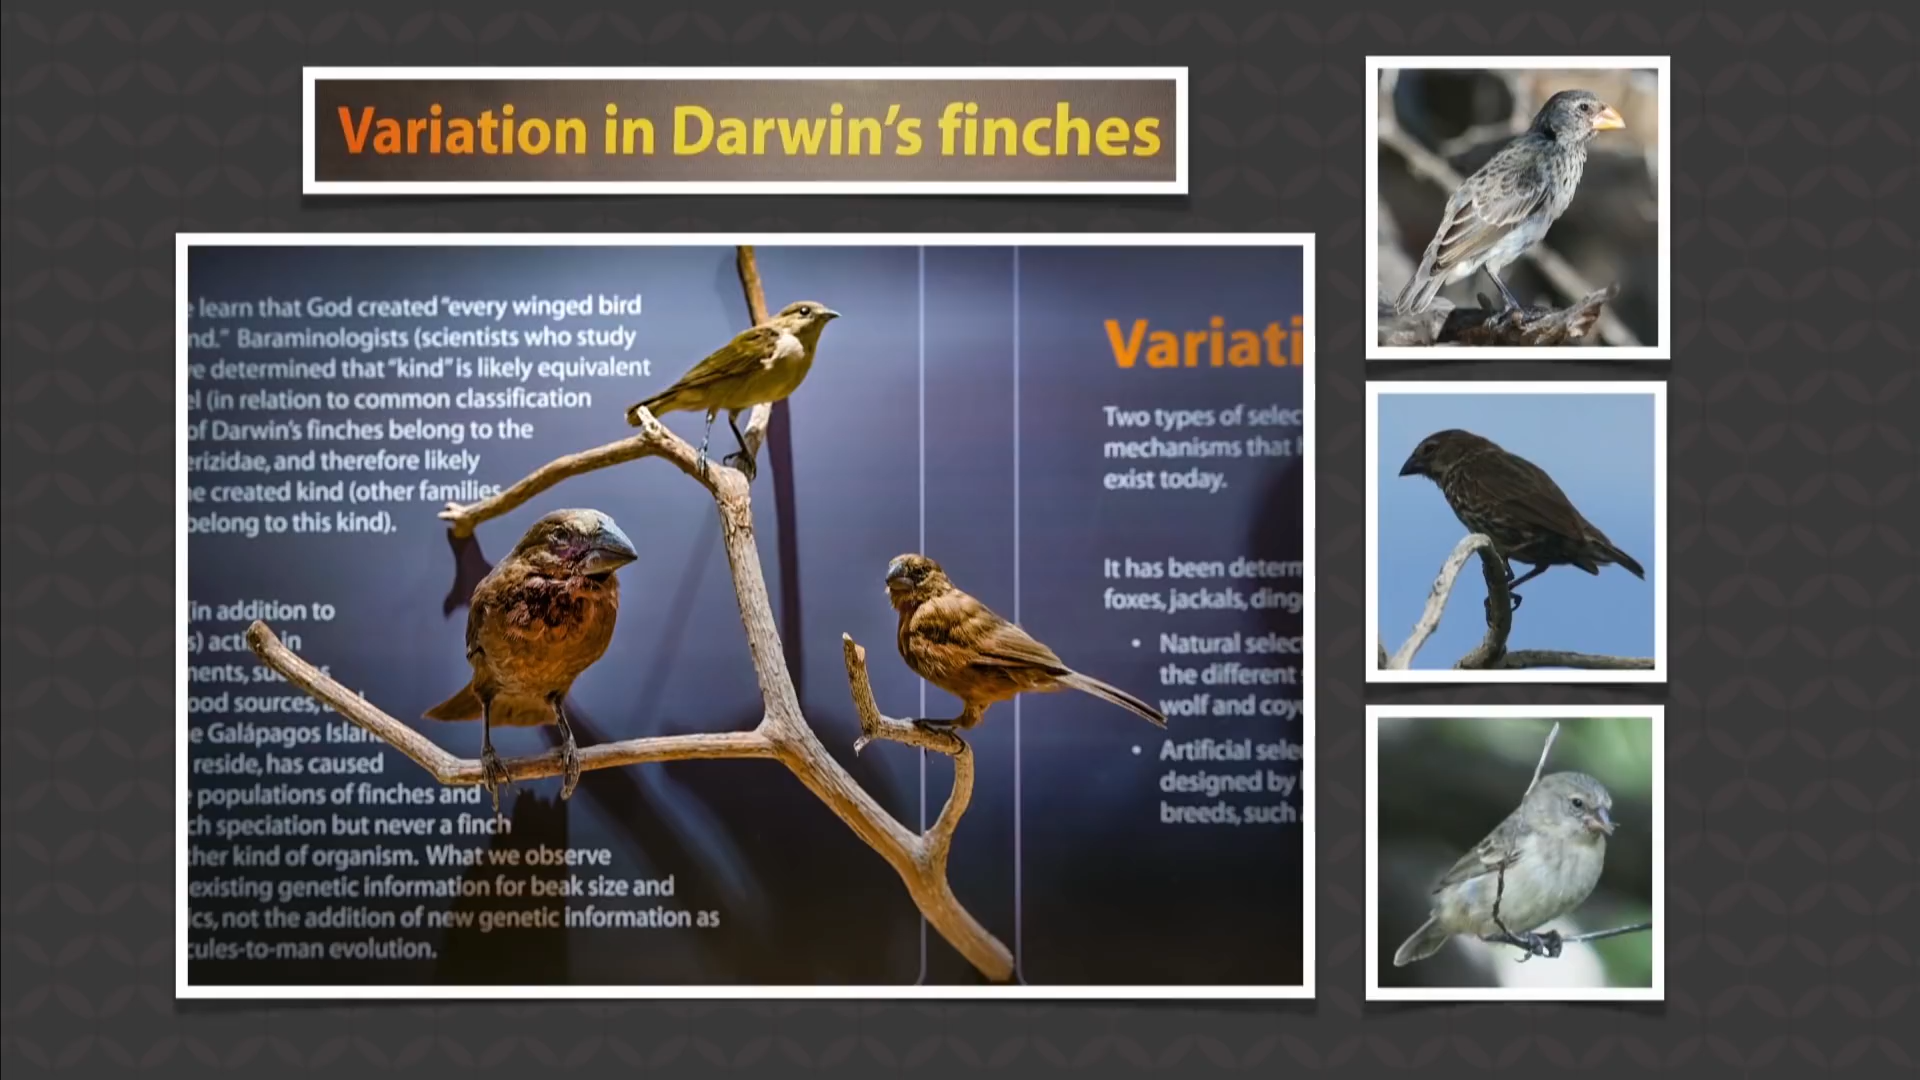 Variation in Darwin's finches
learn that God created "every winged bird
nd." Baraminologists (scientists who study
e determined that "kind" is likely equivalent
el (in relation to common classification
of Darwin's finches belong to the
erizidae, and therefore likely
e created kind (other families
belong to this kind).
(in addition to
s) acti in
ments, su as
ood sources,
e Galápagos Islan
reside, has caused
populations of finches and
ch speciation but never a finch
ther kind of organism. What we observe
existing genetic information for beak size and
ics, not the addition of new genetic information as
cules-to-man evolution.
Variati
Two types of selec
mechanisms that
exist today.
It has been determ
foxes, jackals, ding
• Natural select
the different
wolf and coyo
• Artificial sele
designed by
breeds, such